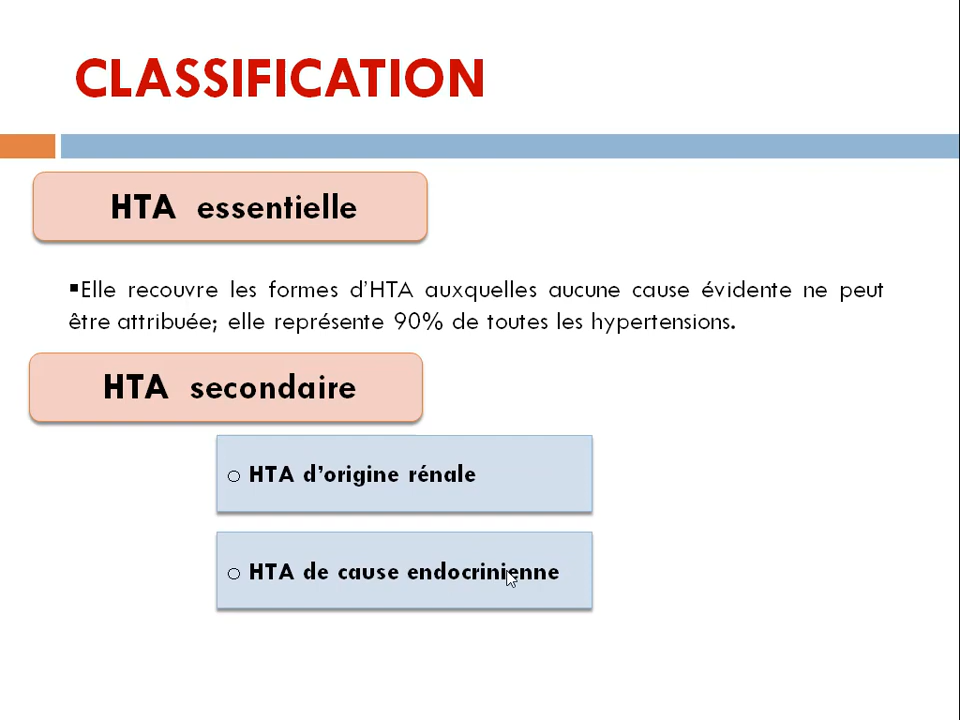 CLASSIFICATION
HTA essentielle
▪Elle recouvre les formes d'HTA auxquelles aucune cause évidente ne peut
être attribuée; elle représente 90% de toutes les hypertensions.
HTA secondaire
o HTA d'origine rénale
o HTA de cause endocrinienne